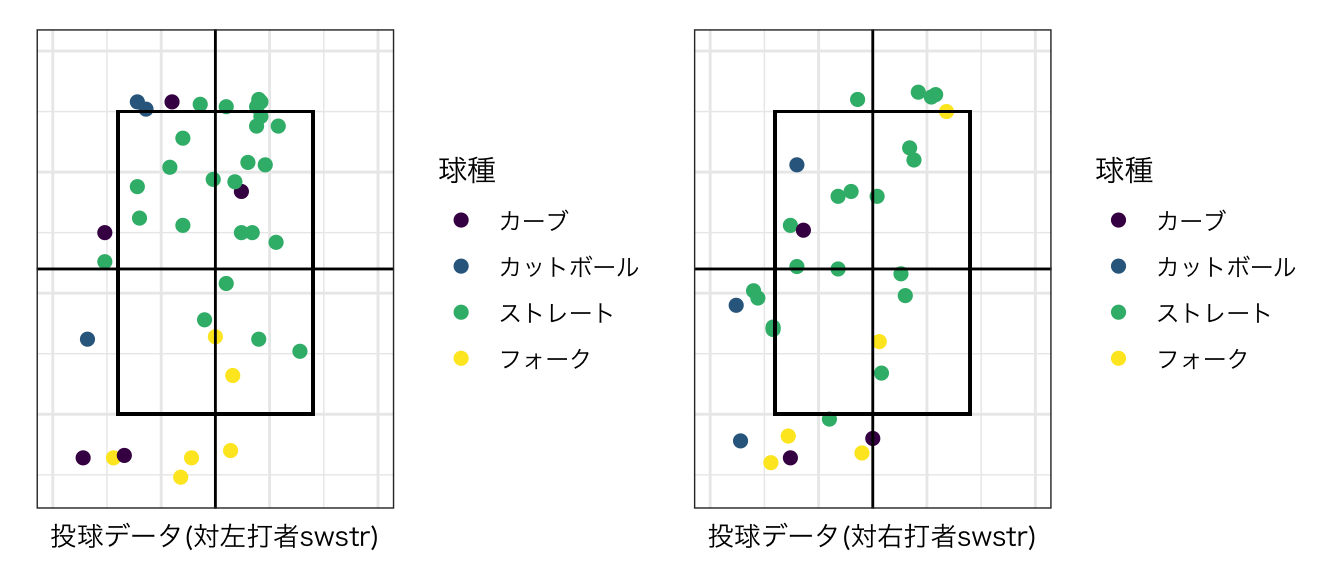 球種
カーブ
カットボール
ストレート
フォーク
投球データ(対左打者swstr)
球種
カーブ
カットボール
ストレート
フォーク
投球データ(対右打者swstr)